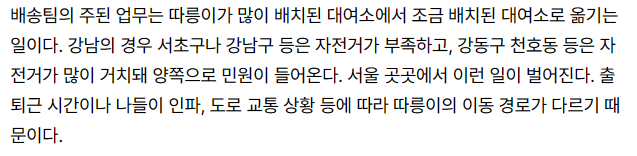 배송팀의 주된 업무는 따릉이가 많이 배치된 대여소에서 조금 배치된 대여소로 옮기는
일이다. 강남의 경우 서초구나 강남구 등은 자전거가 부족하고, 강동구 천호동 등은 자
전거가 많이 거치돼 양쪽으로 민원이 들어온다. 서울 곳곳에서 이런 일이 벌어진다. 출
퇴근 시간이나 나들이 인파, 도로 교통 상황 등에 따라 따릉이의 이동 경로가 다르기 때
문이다.